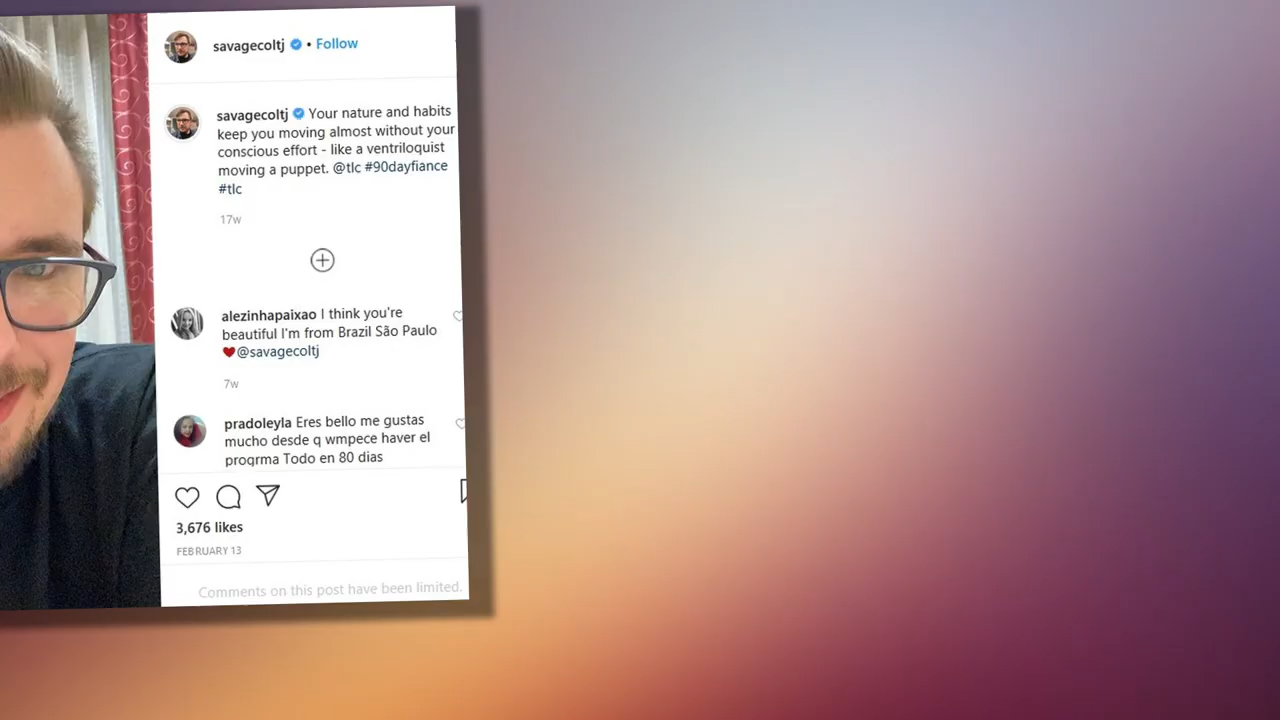 savagecoltj • Follow
savagecoltj Your nature and habits
keep you moving almost without your
conscious effort - like a ventriloquist
moving a puppet. @tlc #90dayfiance
#tlc
17w
alezinhapaixao I think you're
beautiful I'm from Brazil São Paulo
❤️@savagecoltj
7w
pradoleyla Eres bello me gustas
mucho desde q wmpece haver el
progrma Todo en 80 dias
3,676 likes
FEBRUARY 13
Comments on this post have been limited.